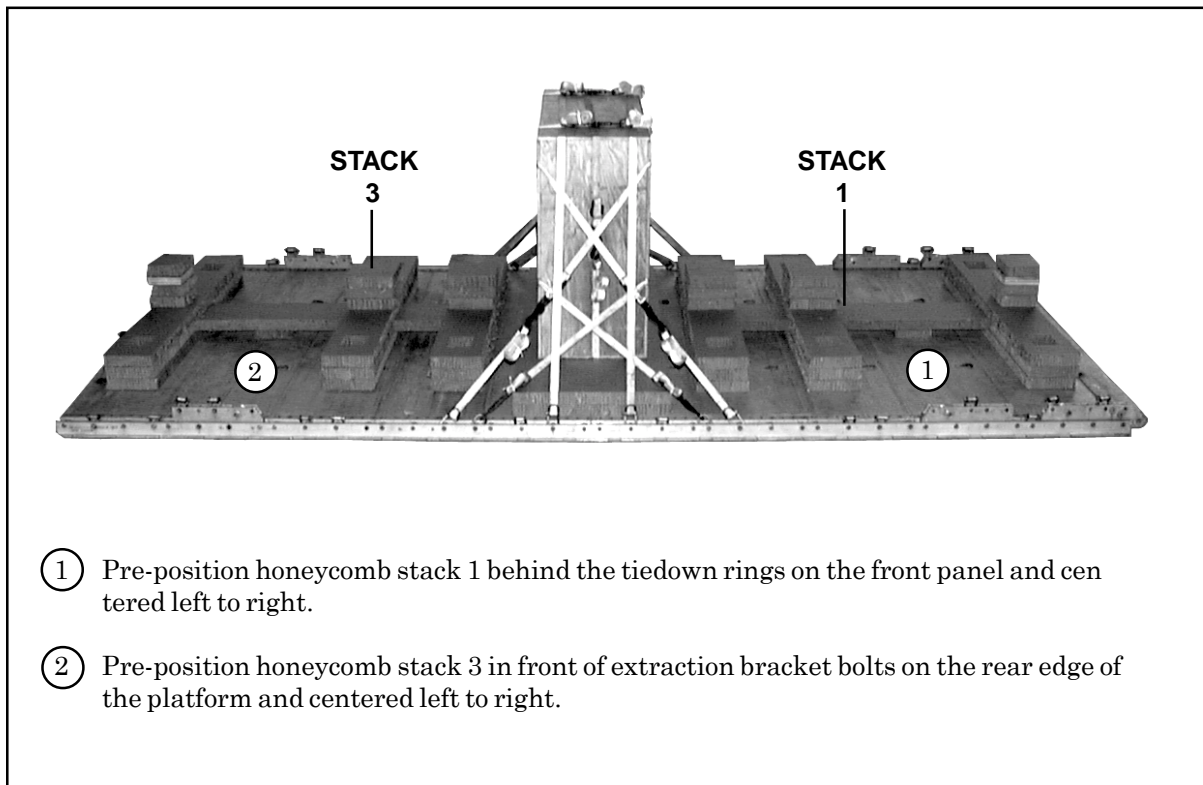 STACK
3
STACK
1
2
1
1 Pre-position honeycomb stack 1 behind the tiedown rings on the front panel and cen
tered left to right.
2 Pre-position honeycomb stack 3 in front of extraction bracket bolts on the rear edge of
the platform and centered left to right.